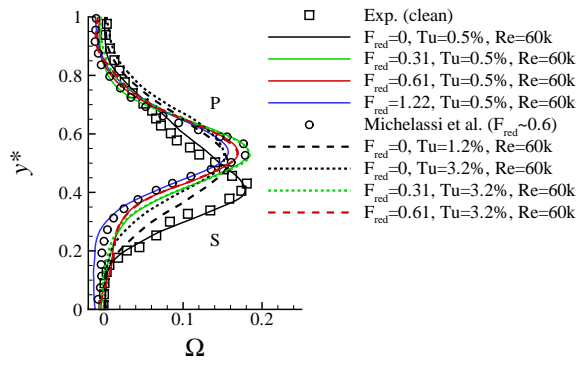 Exp. (clean)
F_red=0, Tu=0.5%, Re=60k
F_red=0.31, Tu=0.5%, Re=60k
F_red=0.61, Tu=0.5%, Re=60k
F_red=1.22, Tu=0.5%, Re=60k
Michelassi et al. (F_red~0.6)
F_red=0, Tu=1.2%, Re=60k
F_red=0, Tu=3.2%, Re=60k
F_red=0.31, Tu=3.2%, Re=60k
F_red=0.61, Tu=3.2%, Re=60k
P
S
y*
1
0.8
0.6
0.4
0.2
0
0 0.1 0.2
Ω